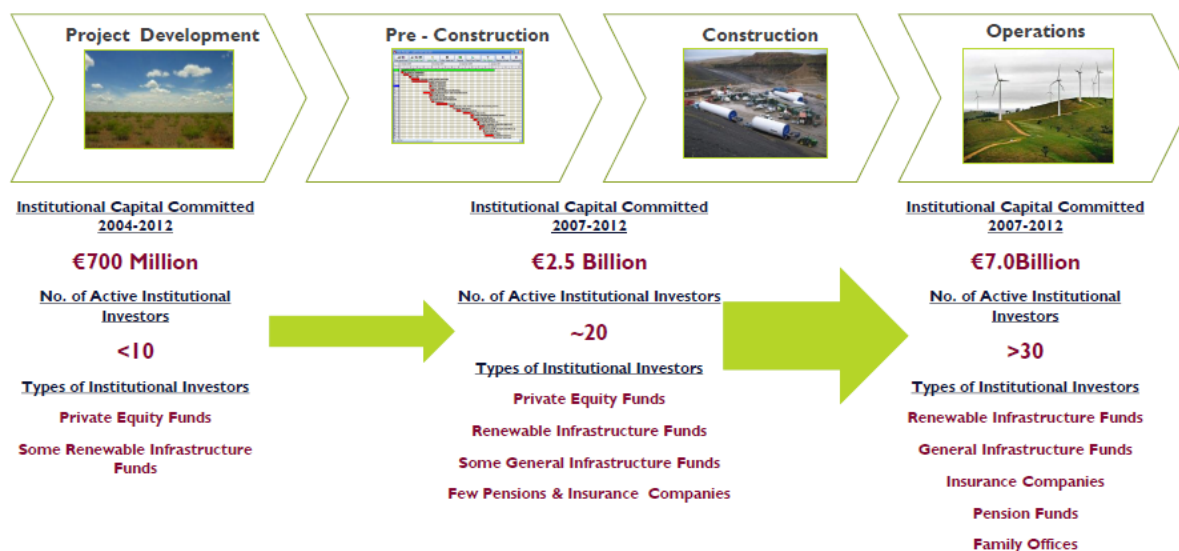 Project Development
Pre - Construction
Construction
Operations
Institutional Capital Committed
2004-2012
€700 Million
No. of Active Institutional
Investors
<10
Types of Institutional Investors
Private Equity Funds
Some Renewable Infrastructure
Funds
Institutional Capital Committed
2007-2012
€2.5 Billion
No. of Active Institutional Investors
~20
Types of Institutional Investors
Private Equity Funds
Renewable Infrastructure Funds
Some General Infrastructure Funds
Few Pensions & Insurance Companies
Institutional Capital Committed
2007-2012
€7.0Billion
No. of Active Institutional
Investors
>30
Types of Institutional Investors
Renewable Infrastructure Funds
General Infrastructure Funds
Insurance Companies
Pension Funds
Family Offices